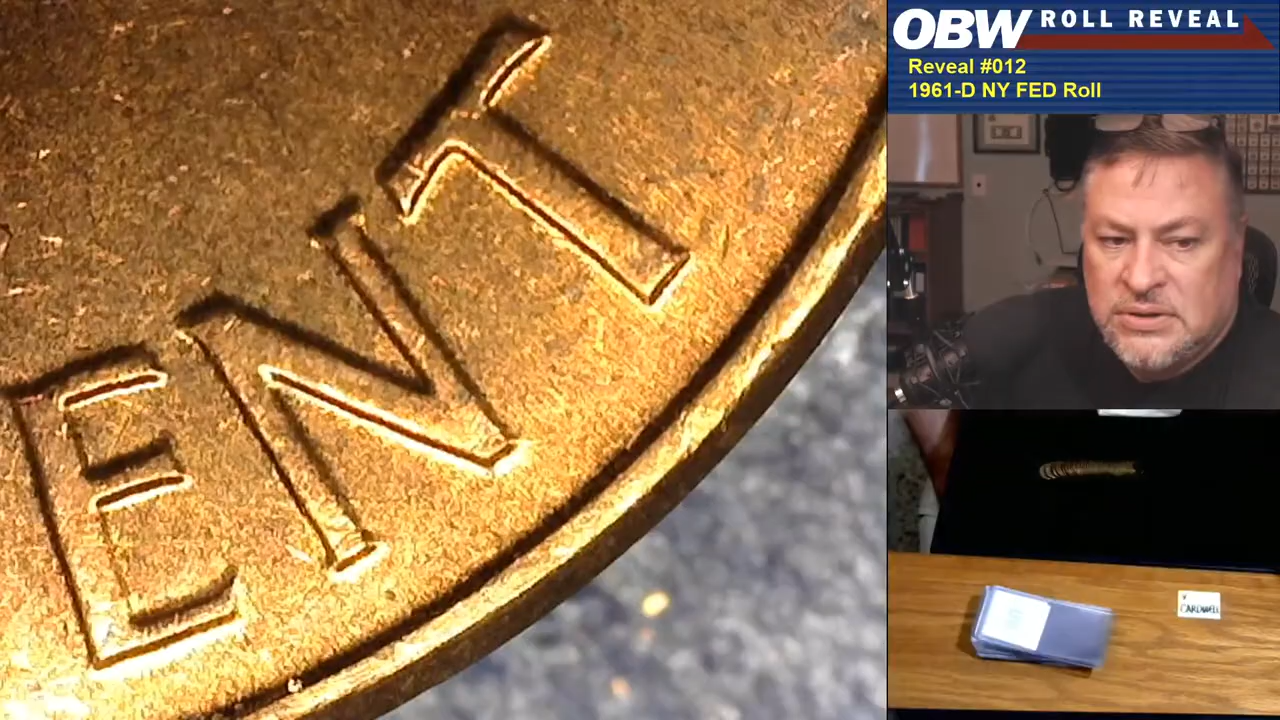 OBW ROLL REVEAL
Reveal #012
1961-D NY FED Roll
ENT
CARDWELL